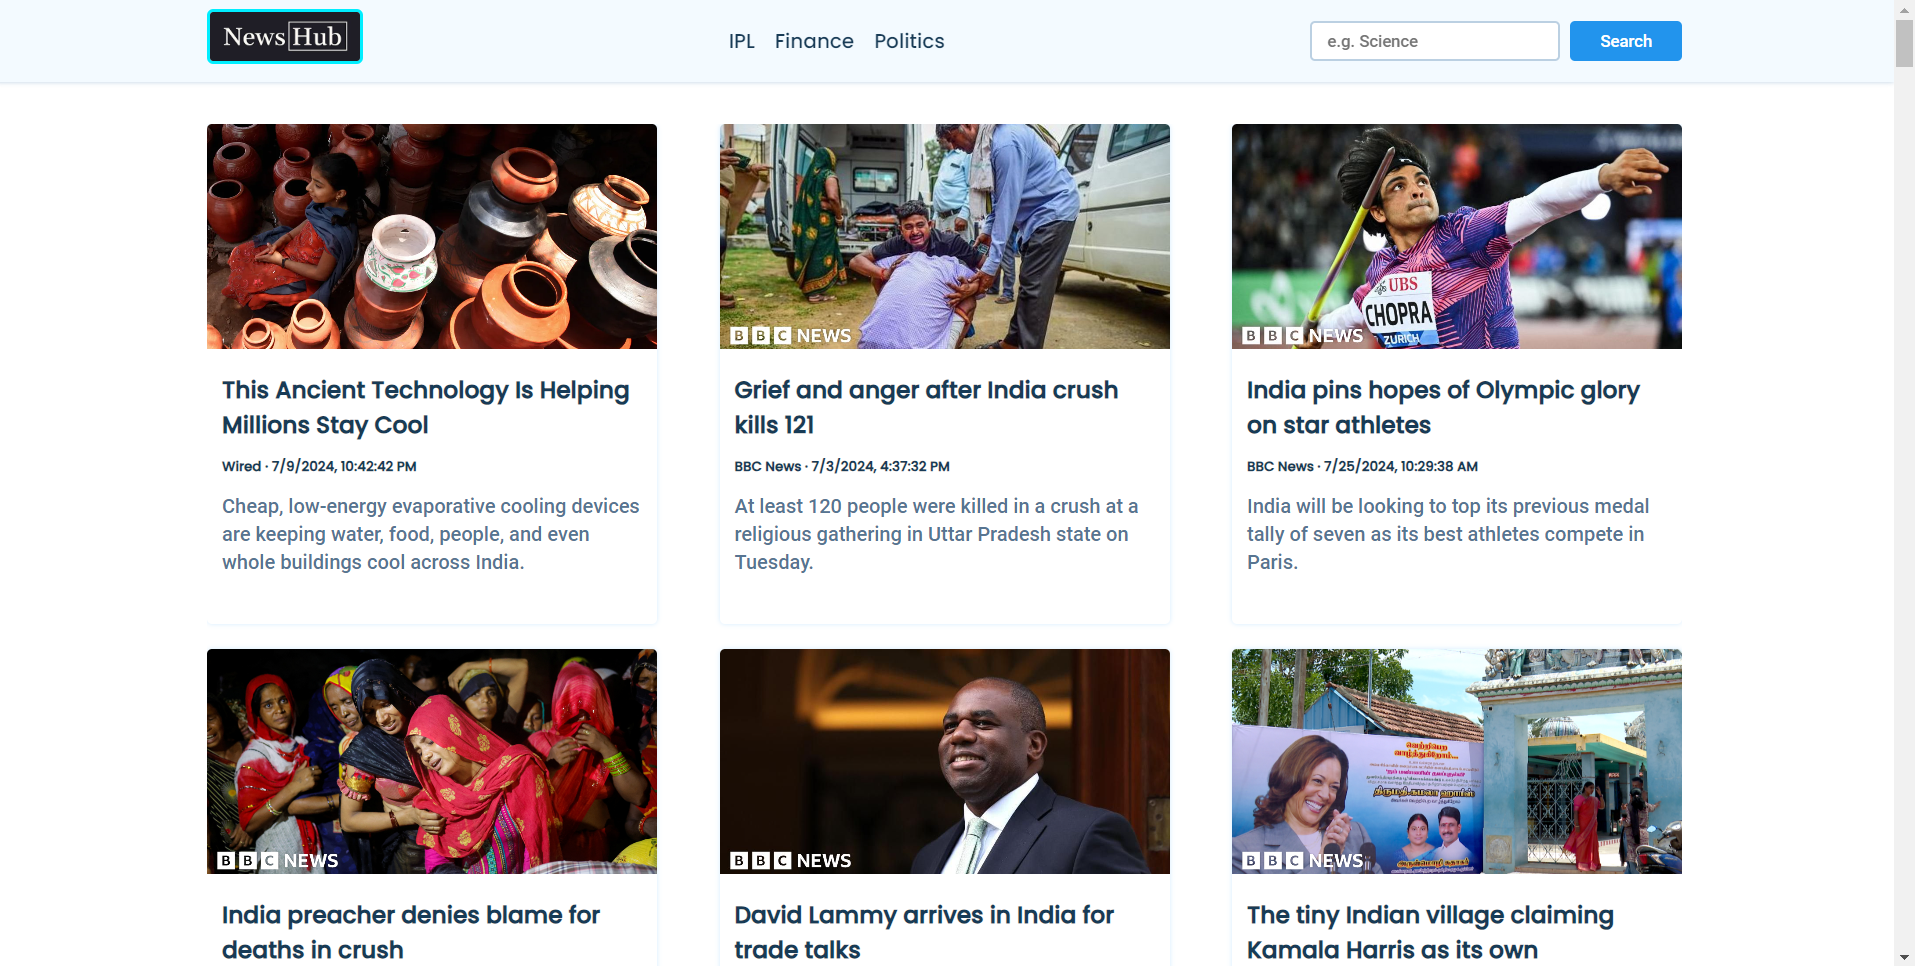 News Hub
IPL Finance Politics
e.g. Science
Search
UBS
CHOPRA
ZURICH
BBC NEWS
BBC NEWS
This Ancient Technology Is Helping
Millions Stay Cool
Wired · 7/9/2024, 10:42:42 PM
Cheap, low-energy evaporative cooling devices
are keeping water, food, people, and even
whole buildings cool across India.
Grief and anger after India crush
kills 121
BBC News · 7/3/2024, 4:37:32 PM
At least 120 people were killed in a crush at a
religious gathering in Uttar Pradesh state on
Tuesday.
India pins hopes of Olympic glory
on star athletes
BBC News · 7/25/2024, 10:29:38 AM
India will be looking to top its previous medal
tally of seven as its best athletes compete in
Paris.
வெற்றிபெற
வாழ்த்துகிறோம்...
BBC NEWS
BBC NEWS
BBC NEWS
India preacher denies blame for
deaths in crush
David Lammy arrives in India for
trade talks
The tiny Indian village claiming
Kamala Harris as its own